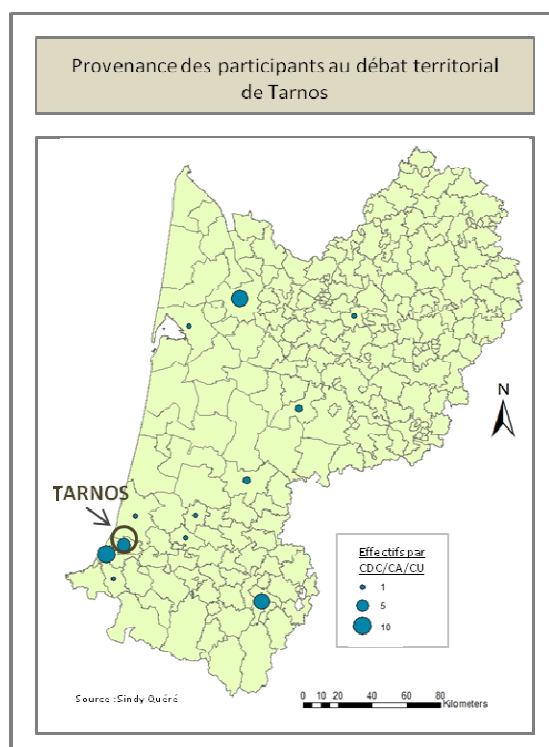 Provenance des participants au débat territorial
de Tarnos
N
TARNOS
Effectifs par
CDC/CA/CU
1
5
10
Source : Sindy Quéré
0 10 20 40 60 80
Kilometers